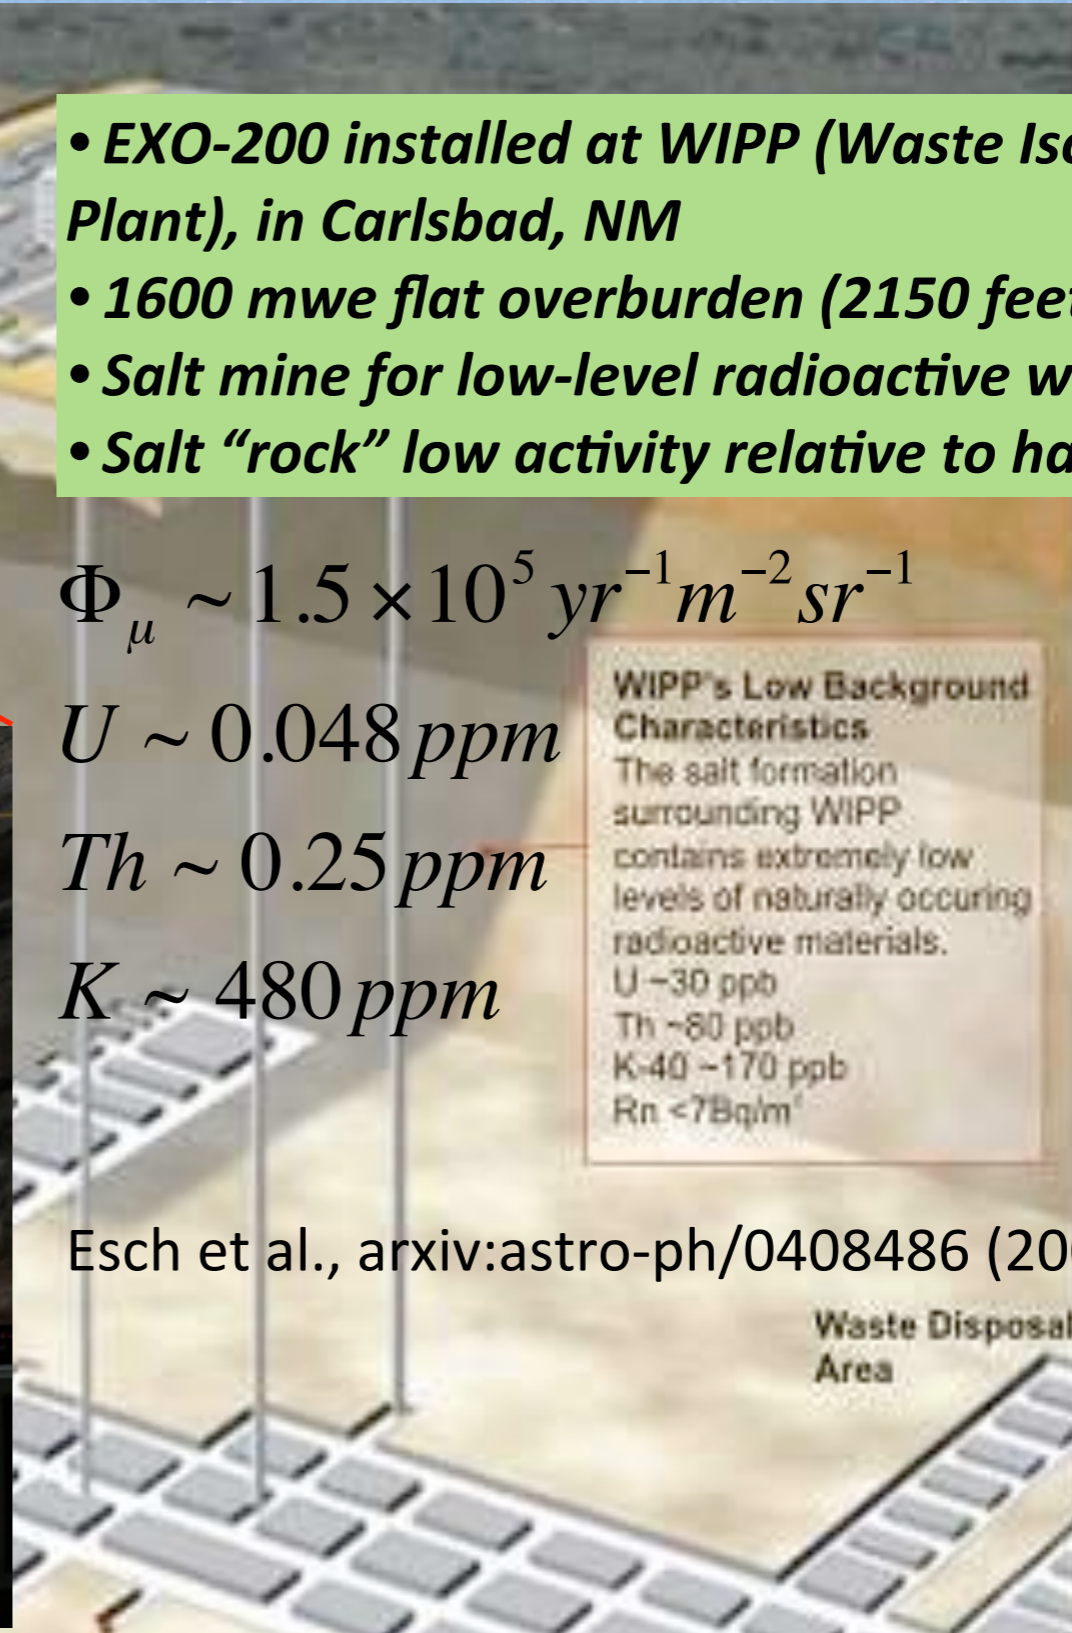 • EXO-200 installed at WIPP (Waste
Plant), in Carlsbad, NM
• 1600 mwe flat overburden (2150
• Salt mine for low-level radioactive
• Salt “rock” low activity relative to
Φμ ~ 1.5 × 10⁵ yr⁻¹m⁻²sr⁻¹
U ~ 0.048 ppm
Th ~ 0.25 ppm
K ~ 480 ppm
WIPP's Low Background
Characteristics
The salt formation
surrounding WIPP
contains extremely low
levels of naturally occuring
radioactive materials.
U ~30 ppb
Th ~80 ppb
K-40 ~170 ppb
Rn <7Bq/m
Esch et al., arxiv:astro-ph/0408486
Waste Disposal
Area